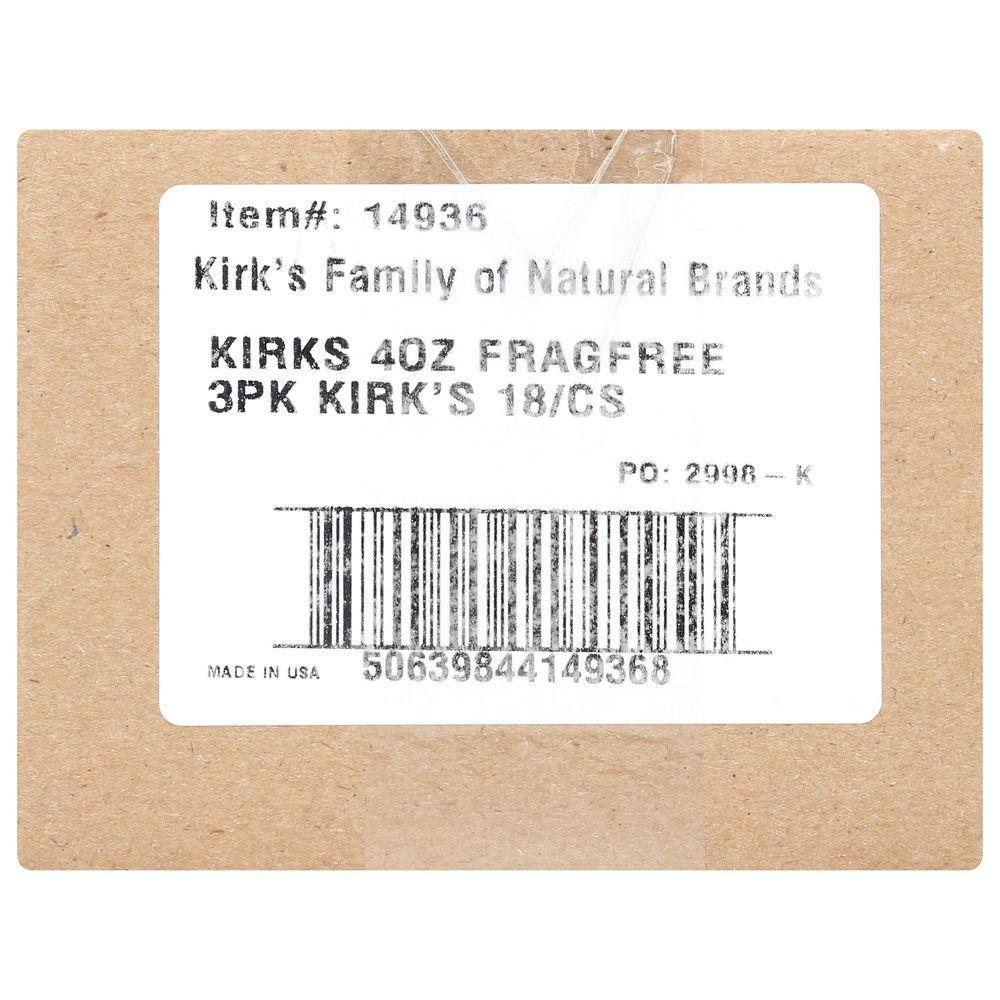 Item#: 14936
Kirk's Family of Natural Brands
KIRKS 4OZ FRAGFREE
3PK KIRK'S 18/CS
PO: 2998-K
MADE IN USA
50639844149368